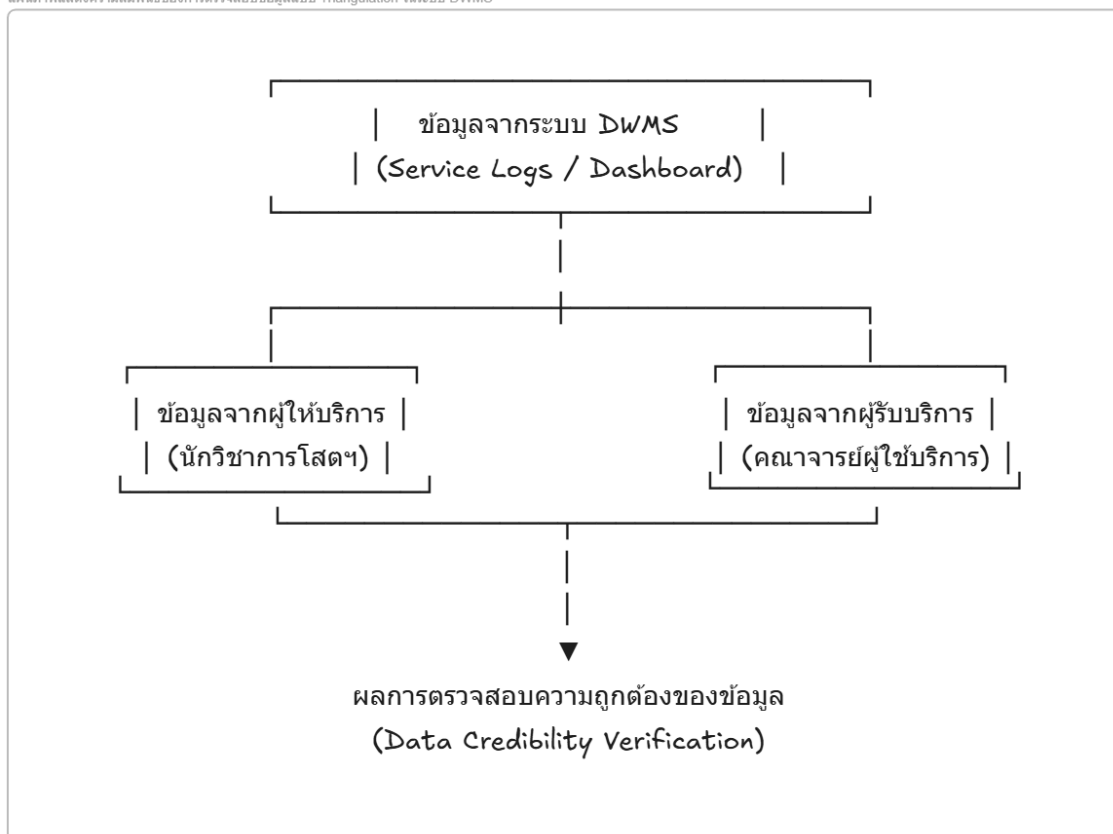 ข้อมูลจากระบบ DWMS
(Service Logs / Dashboard)
ข้อมูลจากผู้ให้บริการ
(นักวิชาการโสตฯ)
ข้อมูลจากผู้รับบริการ
(คณาจารย์ผู้ใช้บริการ)
ผลการตรวจสอบความถูกต้องของข้อมูล
(Data Credibility Verification)